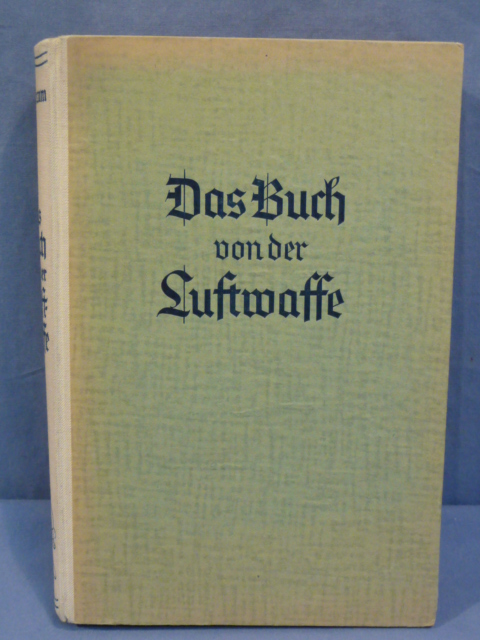 Das Buch
von der
Luftwaffe